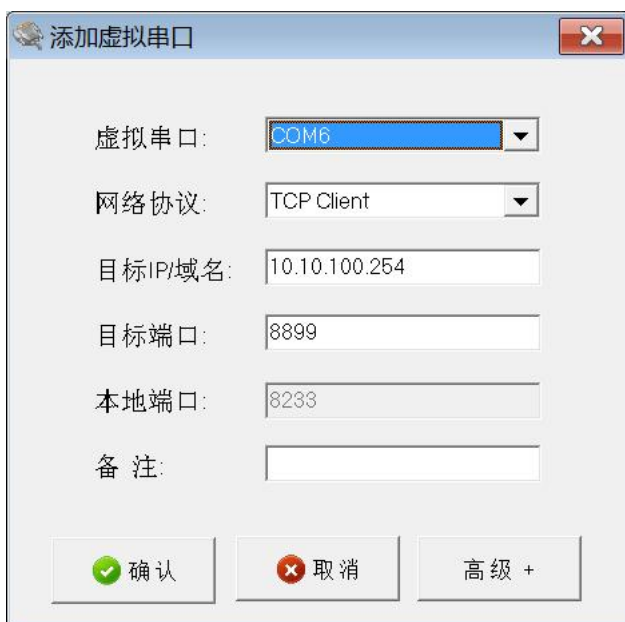 添加虚拟串口
虚拟串口: COM6
网络协议: TCP Client
目标IP/域名: 10.10.100.254
目标端口: 8899
本地端口: 8233
备 注:
确认 取消 高级 +